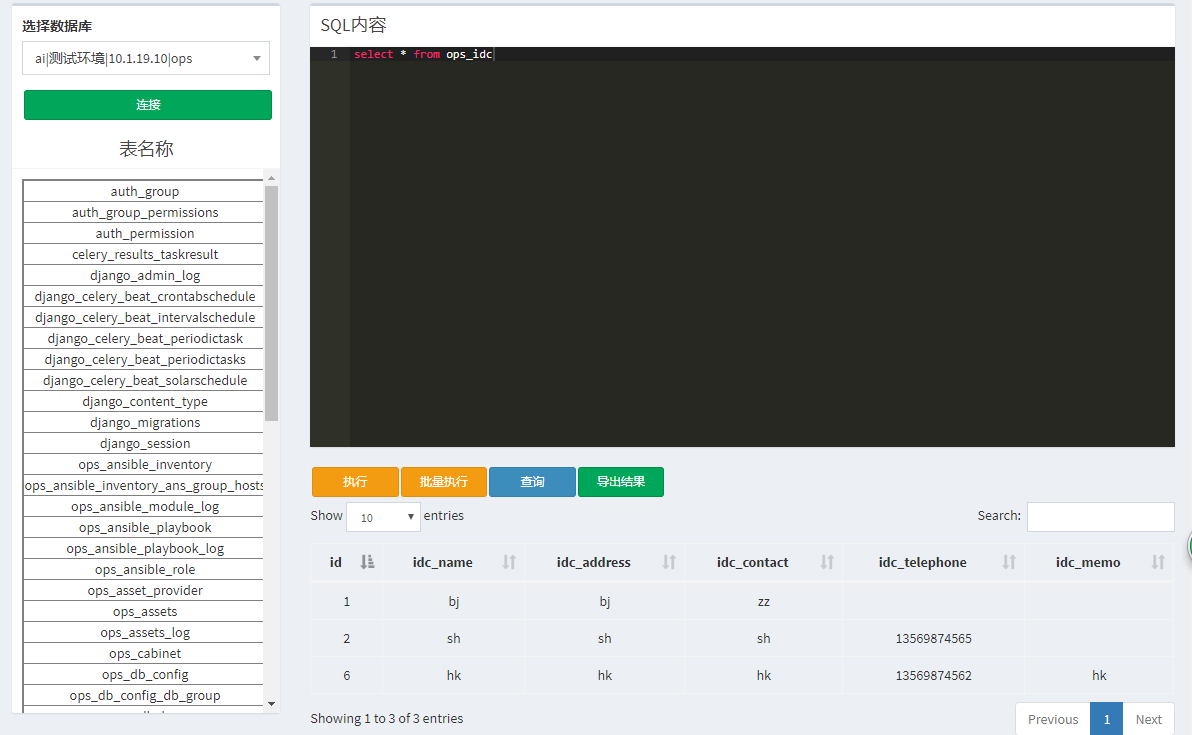 选择数据库
ai|测试环境|10.1.19.10|ops
连接
表名称
auth_group
auth_group_permissions
auth_permission
celery_results_taskresult
django_admin_log
django_celery_beat_crontabschedule
django_celery_beat_intervalschedule
django_celery_beat_periodictask
django_celery_beat_periodictasks
django_celery_beat_solarschedule
django_content_type
django_migrations
django_session
ops_ansible_inventory
ops_ansible_inventory_ans_group_hosts
ops_ansible_module_log
ops_ansible_playbook
ops_ansible_playbook_log
ops_ansible_role
ops_asset_provider
ops_assets
ops_assets_log
ops_cabinet
ops_db_config
ops_db_config_db_group
SQL内容
1 select * from ops_idc
执行 批量执行 查询 导出结果
Show 10 entries Search:
id idc_name idc_address idc_contact idc_telephone idc_memo
1 bj bj zz
2 sh sh sh 13569874565
6 hk hk hk 13569874562 hk
Showing 1 to 3 of 3 entries Previous 1 Next